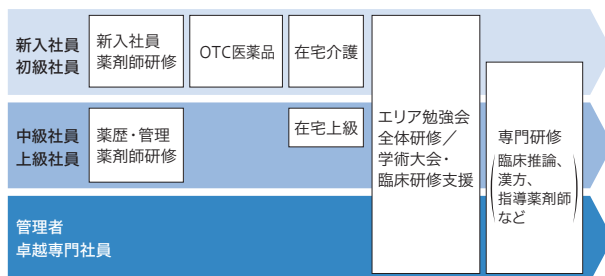 新入社員
初級社員
新入社員
薬剤師研修
OTC医薬品
在宅介護
中級社員
上級社員
薬歴・管理
薬剤師研修
在宅上級
エリア勉強会
全体研修／
学術大会・
臨床研修支援
専門研修
臨床推論、
漢方、
指導薬剤師
など
管理者
卓越専門社員